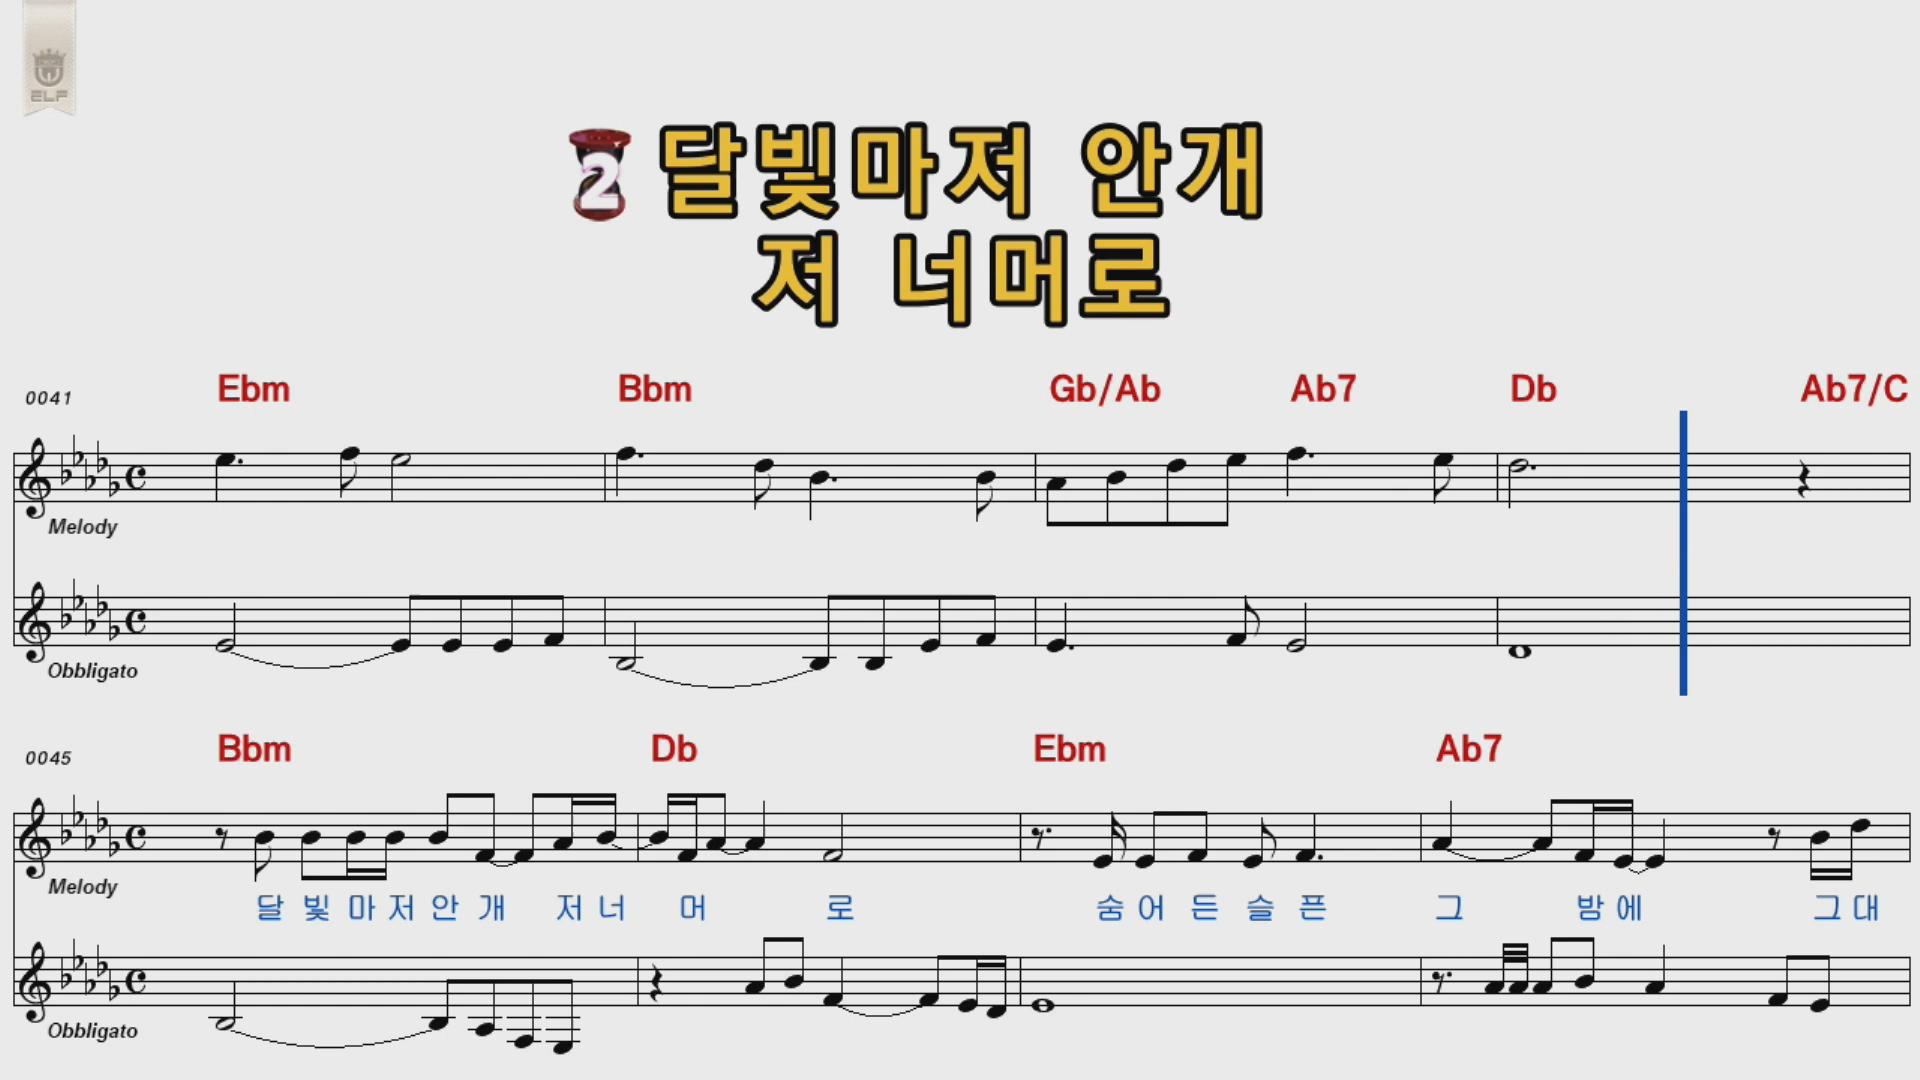 ELF
2 달빛마저 안개
저 너머로
0041 Ebm Bbm Gb/Ab Ab7 Db Ab7/C
Melody
Obbligato
0045 Bbm Db Ebm Ab7
Melody
달 빛 마 저 안 개 저 너 머 로 숨 어 든 슬 픈 그 밤 에 그 대
Obbligato